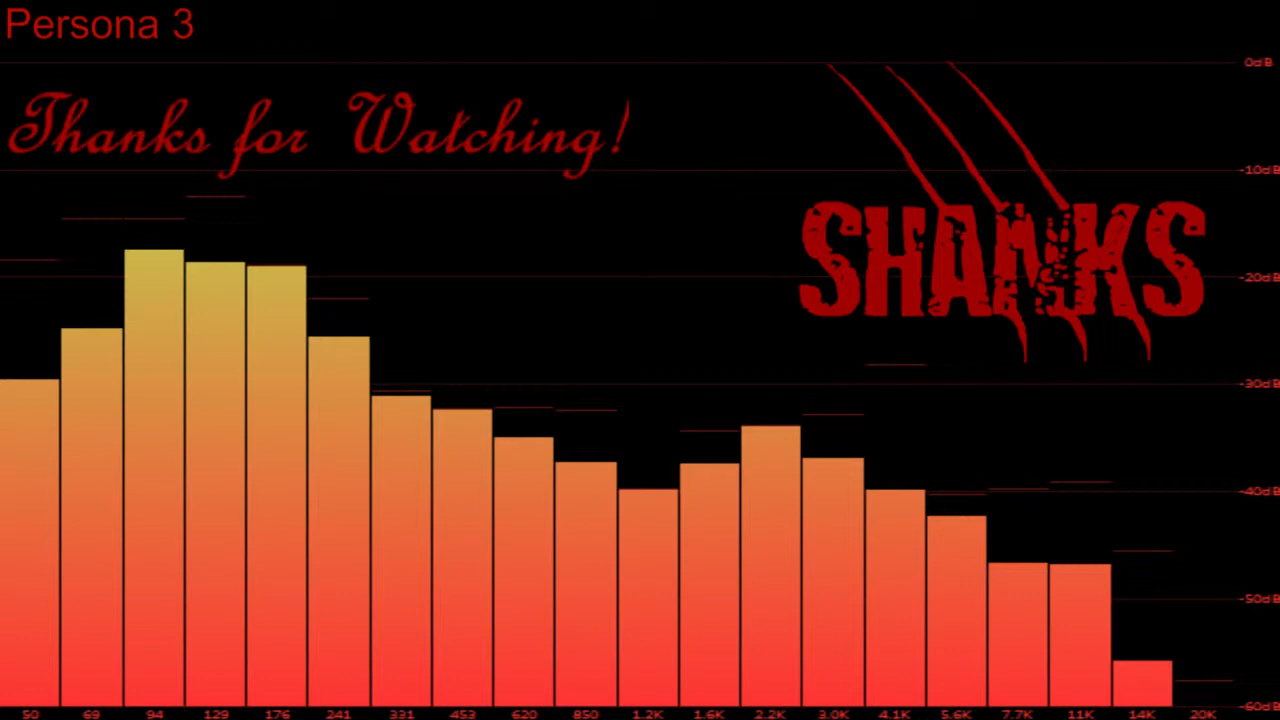 Persona 3
0dB
Thanks for Watching!
-10dB
SHANKS
-20dB
-30dB
-40dB
-50dB
-60dB
50 69 94 129 176 241 331 453 620 850 1.2K 1.6K 2.2K 3.0K 4.1K 5.6K 7.7K 11K 14K 20K